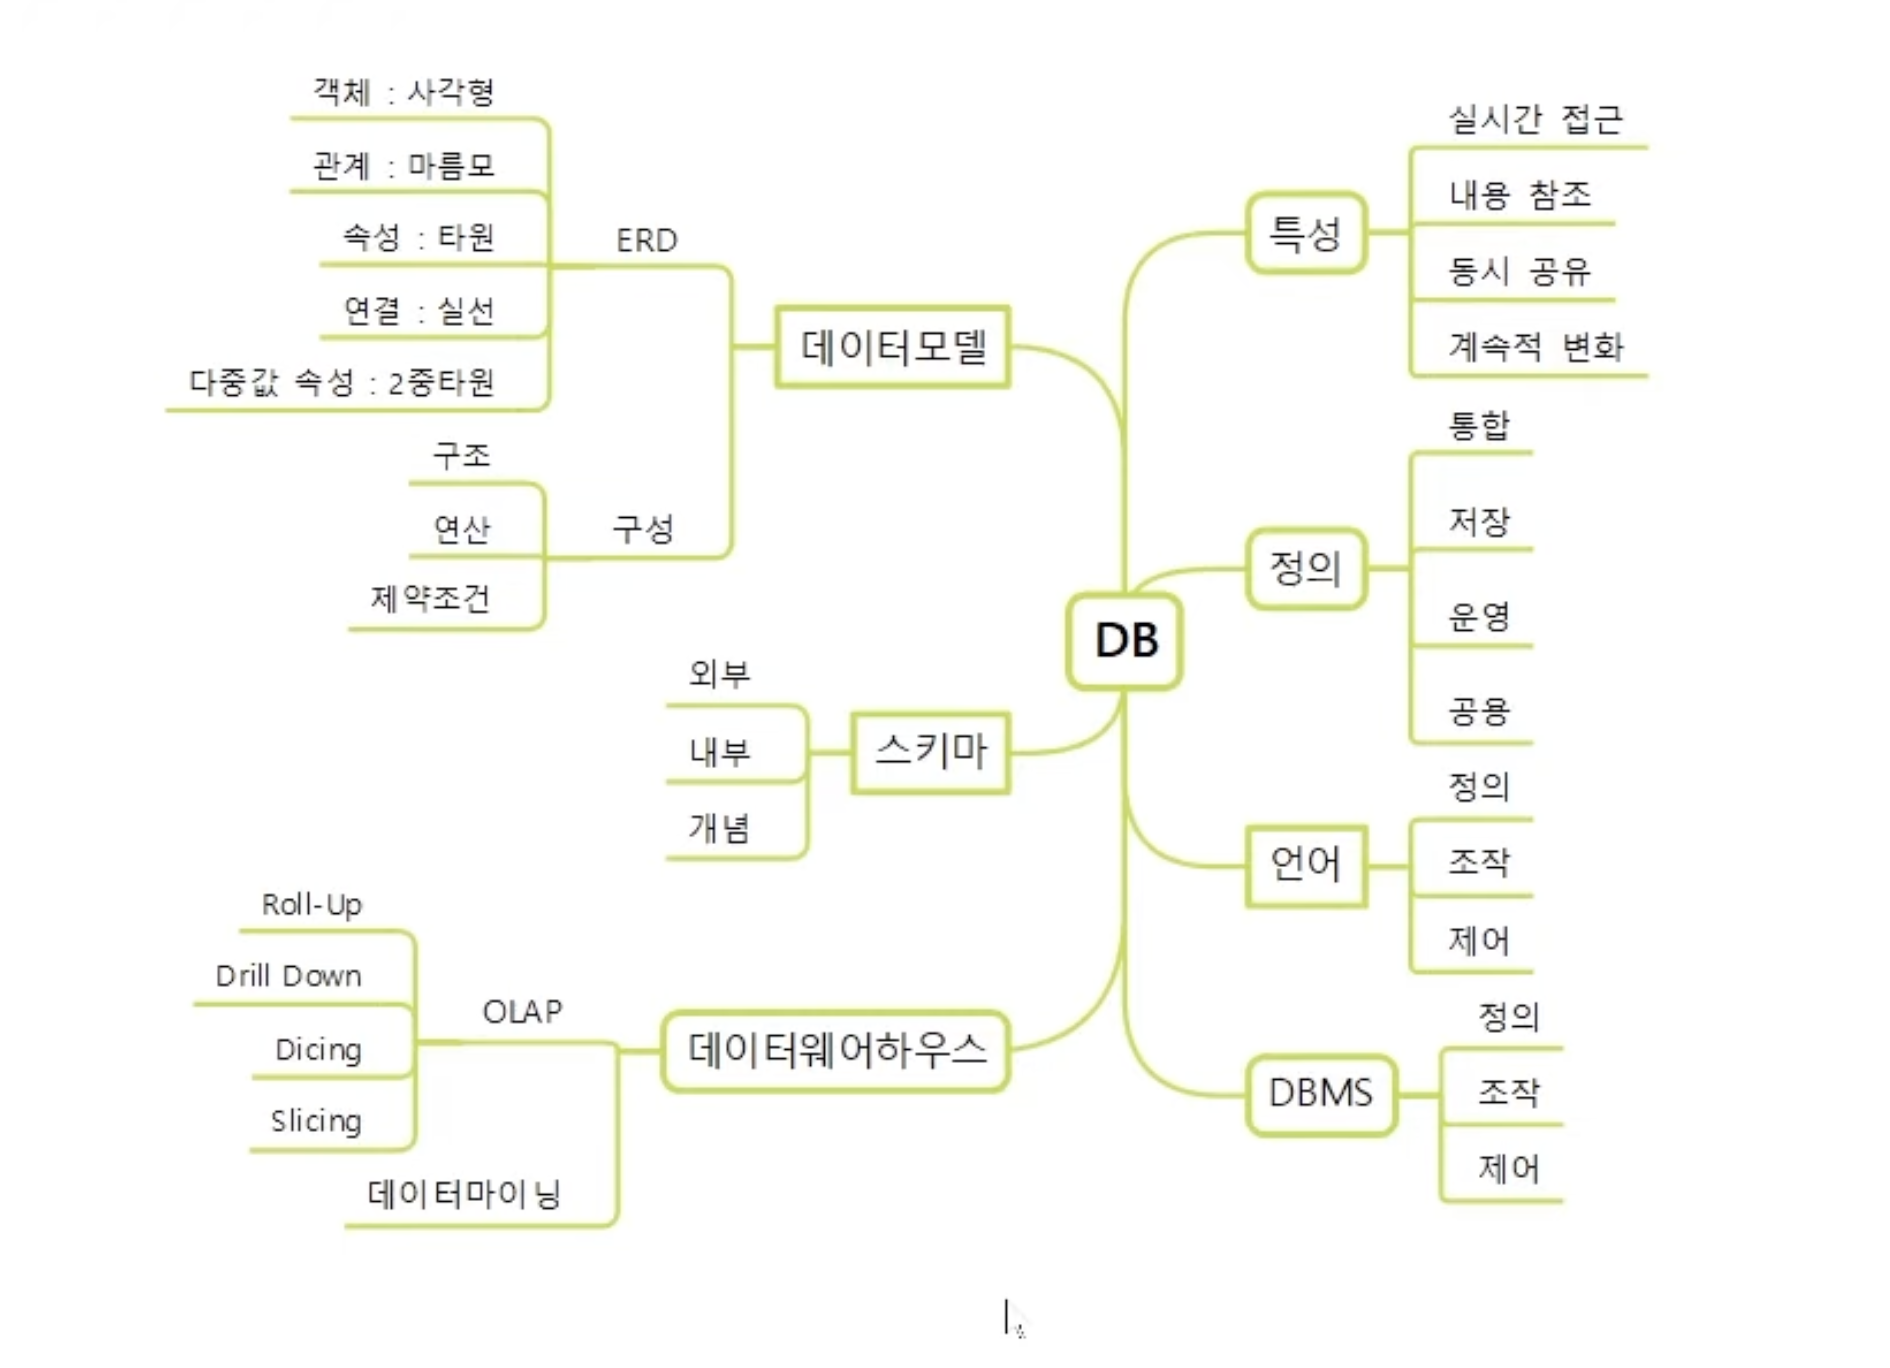 객체 : 사각형
관계 : 마름모
속성 : 타원
연결 : 실선
다중값 속성 : 2중타원
ERD
구조
연산
제약조건
구성
데이터모델
외부
내부
개념
스키마
Roll-Up
Drill Down
Dicing
Slicing
OLAP
데이터마이닝
데이터웨어하우스
DB
특성
실시간 접근
내용 참조
동시 공유
계속적 변화
정의
통합
저장
운영
공용
언어
정의
조작
제어
DBMS
정의
조작
제어